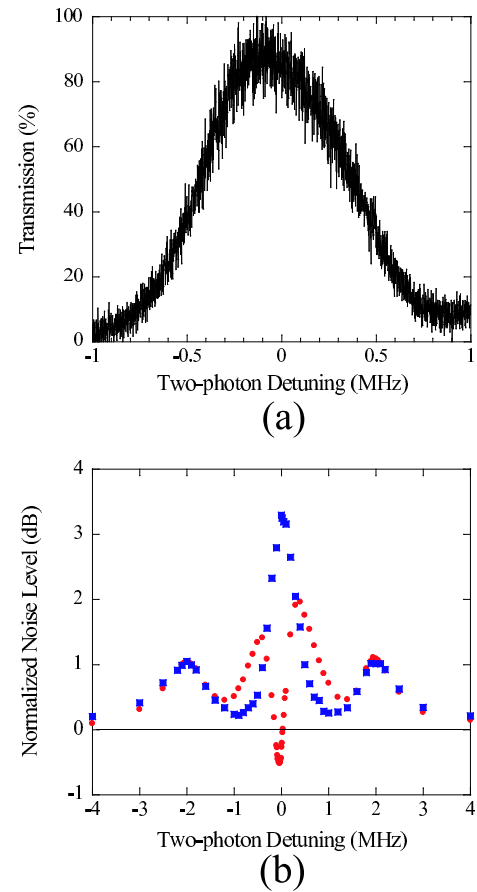 100
80
60
40
20
0
Transmission (%)
-1 -0.5 0 0.5 1
Two-photon Detuning (MHz)
(a)
4
3
2
1
0
-1
Normalized Noise Level (dB)
-4 -3 -2 -1 0 1 2 3 4
Two-photon Detuning (MHz)
(b)